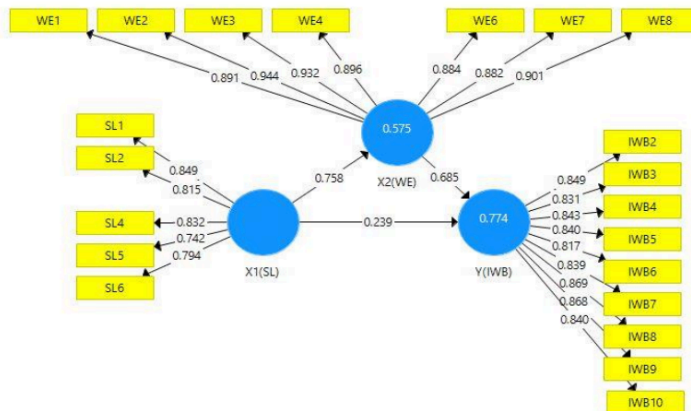 WE1 WE2 WE3 WE4 WE6 WE7 WE8
0.891 0.944 0.932 0.896 0.884 0.882 0.901
SL1
SL2
SL4
SL5
SL6
0.849
0.815
0.832
0.742
0.794
X1(SL)
0.758
0.239
0.575
X2(WE)
0.685
0.774
Y(IWB)
0.849
0.831
0.843
0.840
0.817
0.839
0.869
0.868
0.840
IWB2
IWB3
IWB4
IWB5
IWB6
IWB7
IWB8
IWB9
IWB10